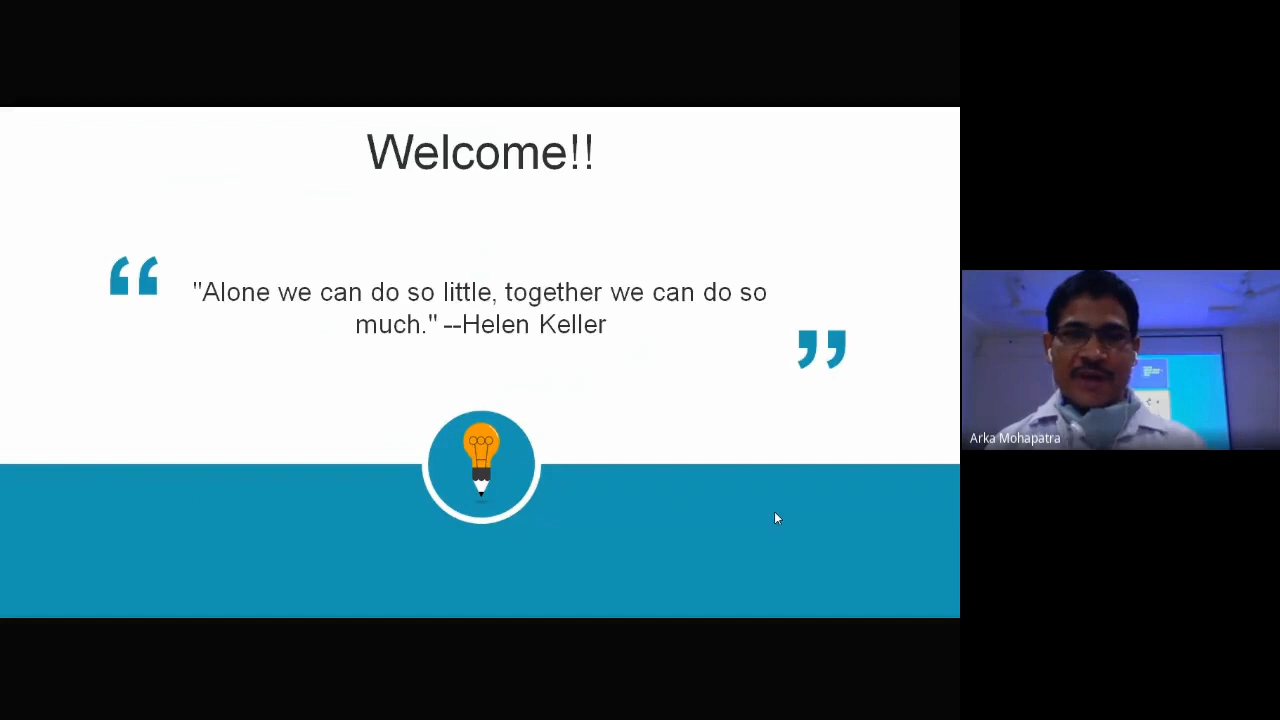 Welcome!!
"Alone we can do so little, together we can do so
much." --Helen Keller
Arka Mohapatra